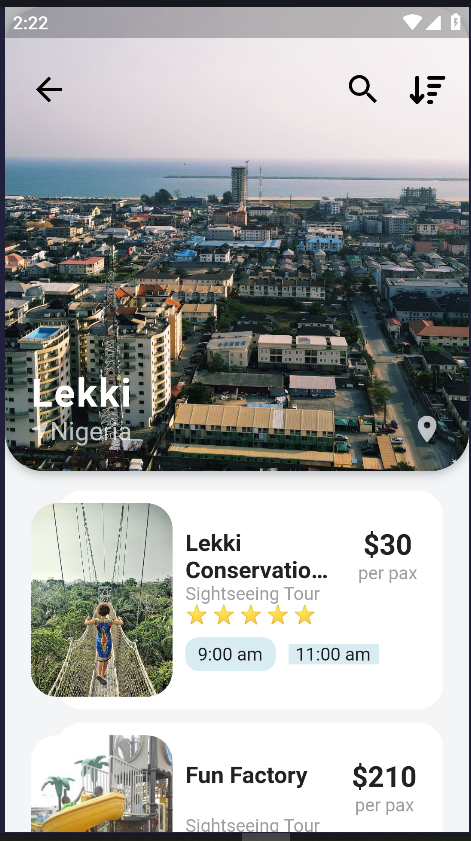 2:22
Lekki
Nigeria
Lekki
Conservatio...
$30
per pax
Sightseeing Tour
9:00 am
11:00 am
Fun Factory
$210
per pax
Sightseeing Tour